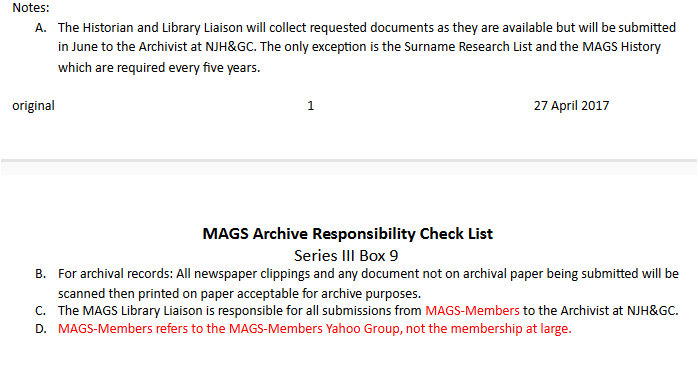 Notes:
A. The Historian and Library Liaison will collect requested documents as they are available but will be submitted
in June to the Archivist at NJH&GC. The only exception is the Surname Research List and the MAGS History
which are required every five years.
original 1 27 April 2017
MAGS Archive Responsibility Check List
Series III Box 9
B. For archival records: All newspaper clippings and any document not on archival paper being submitted will be
scanned then printed on paper acceptable for archive purposes.
C. The MAGS Library Liaison is responsible for all submissions from MAGS-Members to the Archivist at NJH&GC.
D. MAGS-Members refers to the MAGS-Members Yahoo Group, not the membership at large.